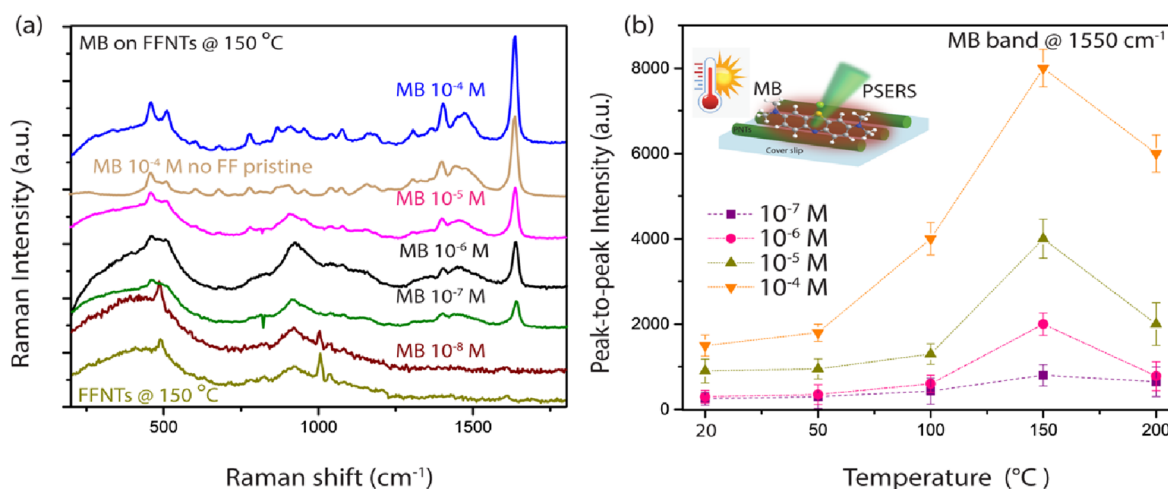 (a)
MB on FFNTs @ 150 °C
MB 10⁻⁴ M
MB 10⁻⁴ M no FF pristine
MB 10⁻⁵ M
MB 10⁻⁶ M
MB 10⁻⁷ M
MB 10⁻⁸ M
FFNTs @ 150 °C
Raman Intensity (a.u.)
500 1000 1500
Raman shift (cm⁻¹)
(b)
MB band @ 1550 cm⁻¹
MB
PSERS
PNTs
Cover slip
10⁻⁷ M
10⁻⁶ M
10⁻⁵ M
10⁻⁴ M
Peak-to-peak Intensity (a.u.)
8000
6000
4000
2000
0
20 50 100 150 200
Temperature (°C)